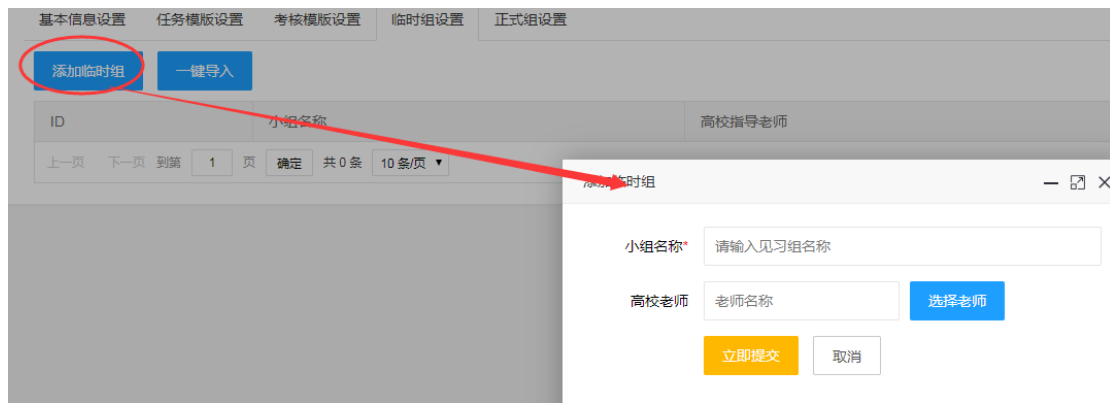 基本信息设置 任务模版设置 考核模版设置 临时组设置 正式组设置
添加临时组 一键导入
ID 小组名称 高校指导老师
上一页 下一页 到第 1 页 确定 共 0 条 10 条/页
添加临时组
小组名称* 请输入见习组名称
高校老师 老师名称 选择老师
立即提交 取消